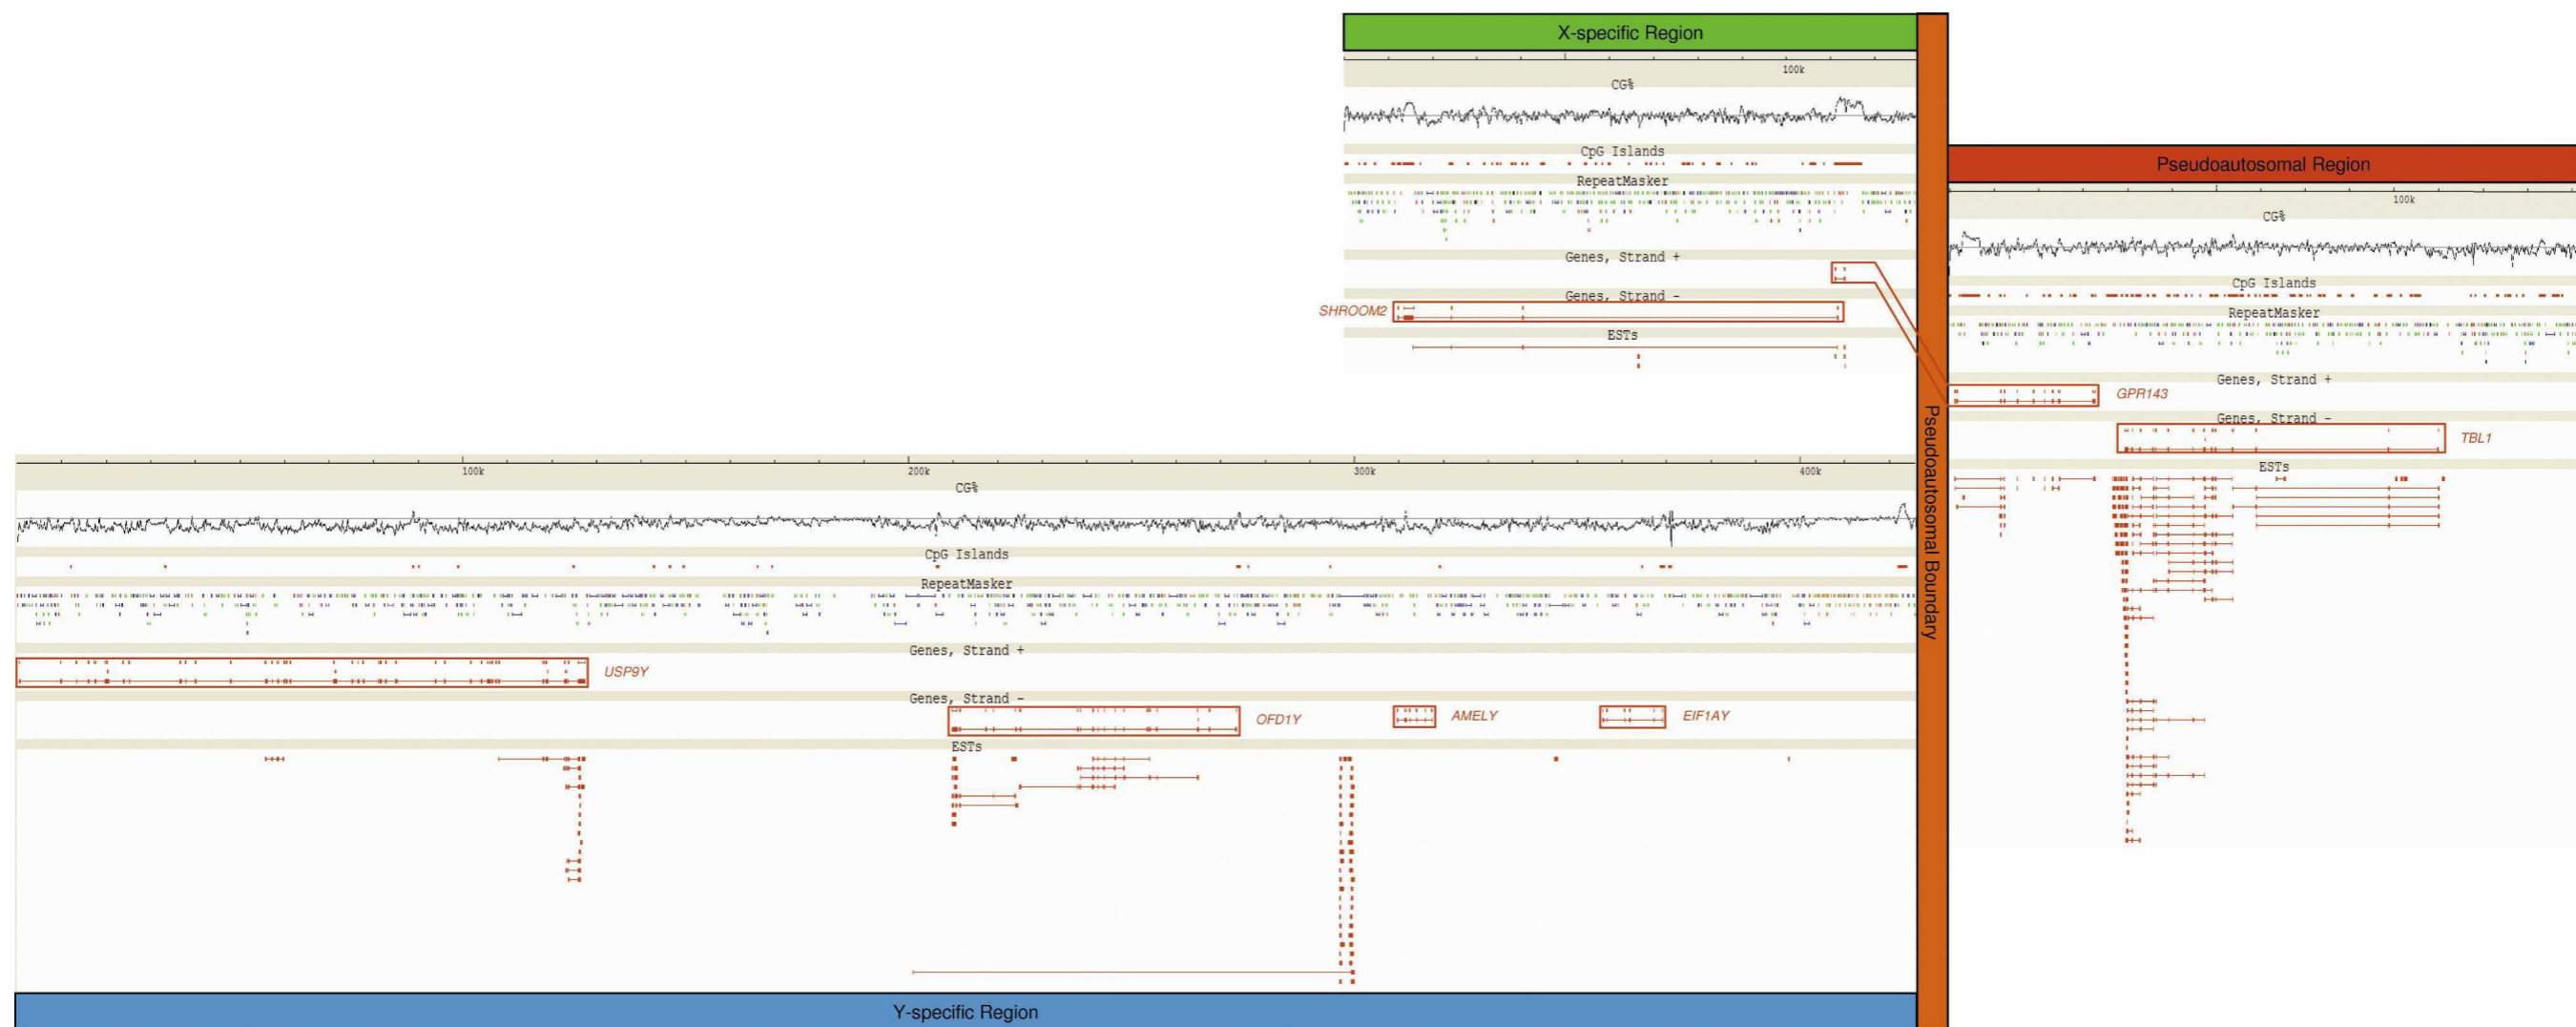 X-specific Region
100k
CG%
CpG Islands
RepeatMasker
Genes, Strand +
Genes, Strand -
SHROOM2
ESTs
Pseudoautosomal Boundary
Pseudoautosomal Region
100k
CG%
CpG Islands
RepeatMasker
Genes, Strand +
GPR143
Genes, Strand -
TBL1
ESTs
100k 200k 300k 400k
CG%
CpG Islands
RepeatMasker
Genes, Strand +
USP9Y
Genes, Strand -
OFD1Y AMELY EIF1AY
ESTs
Y-specific Region